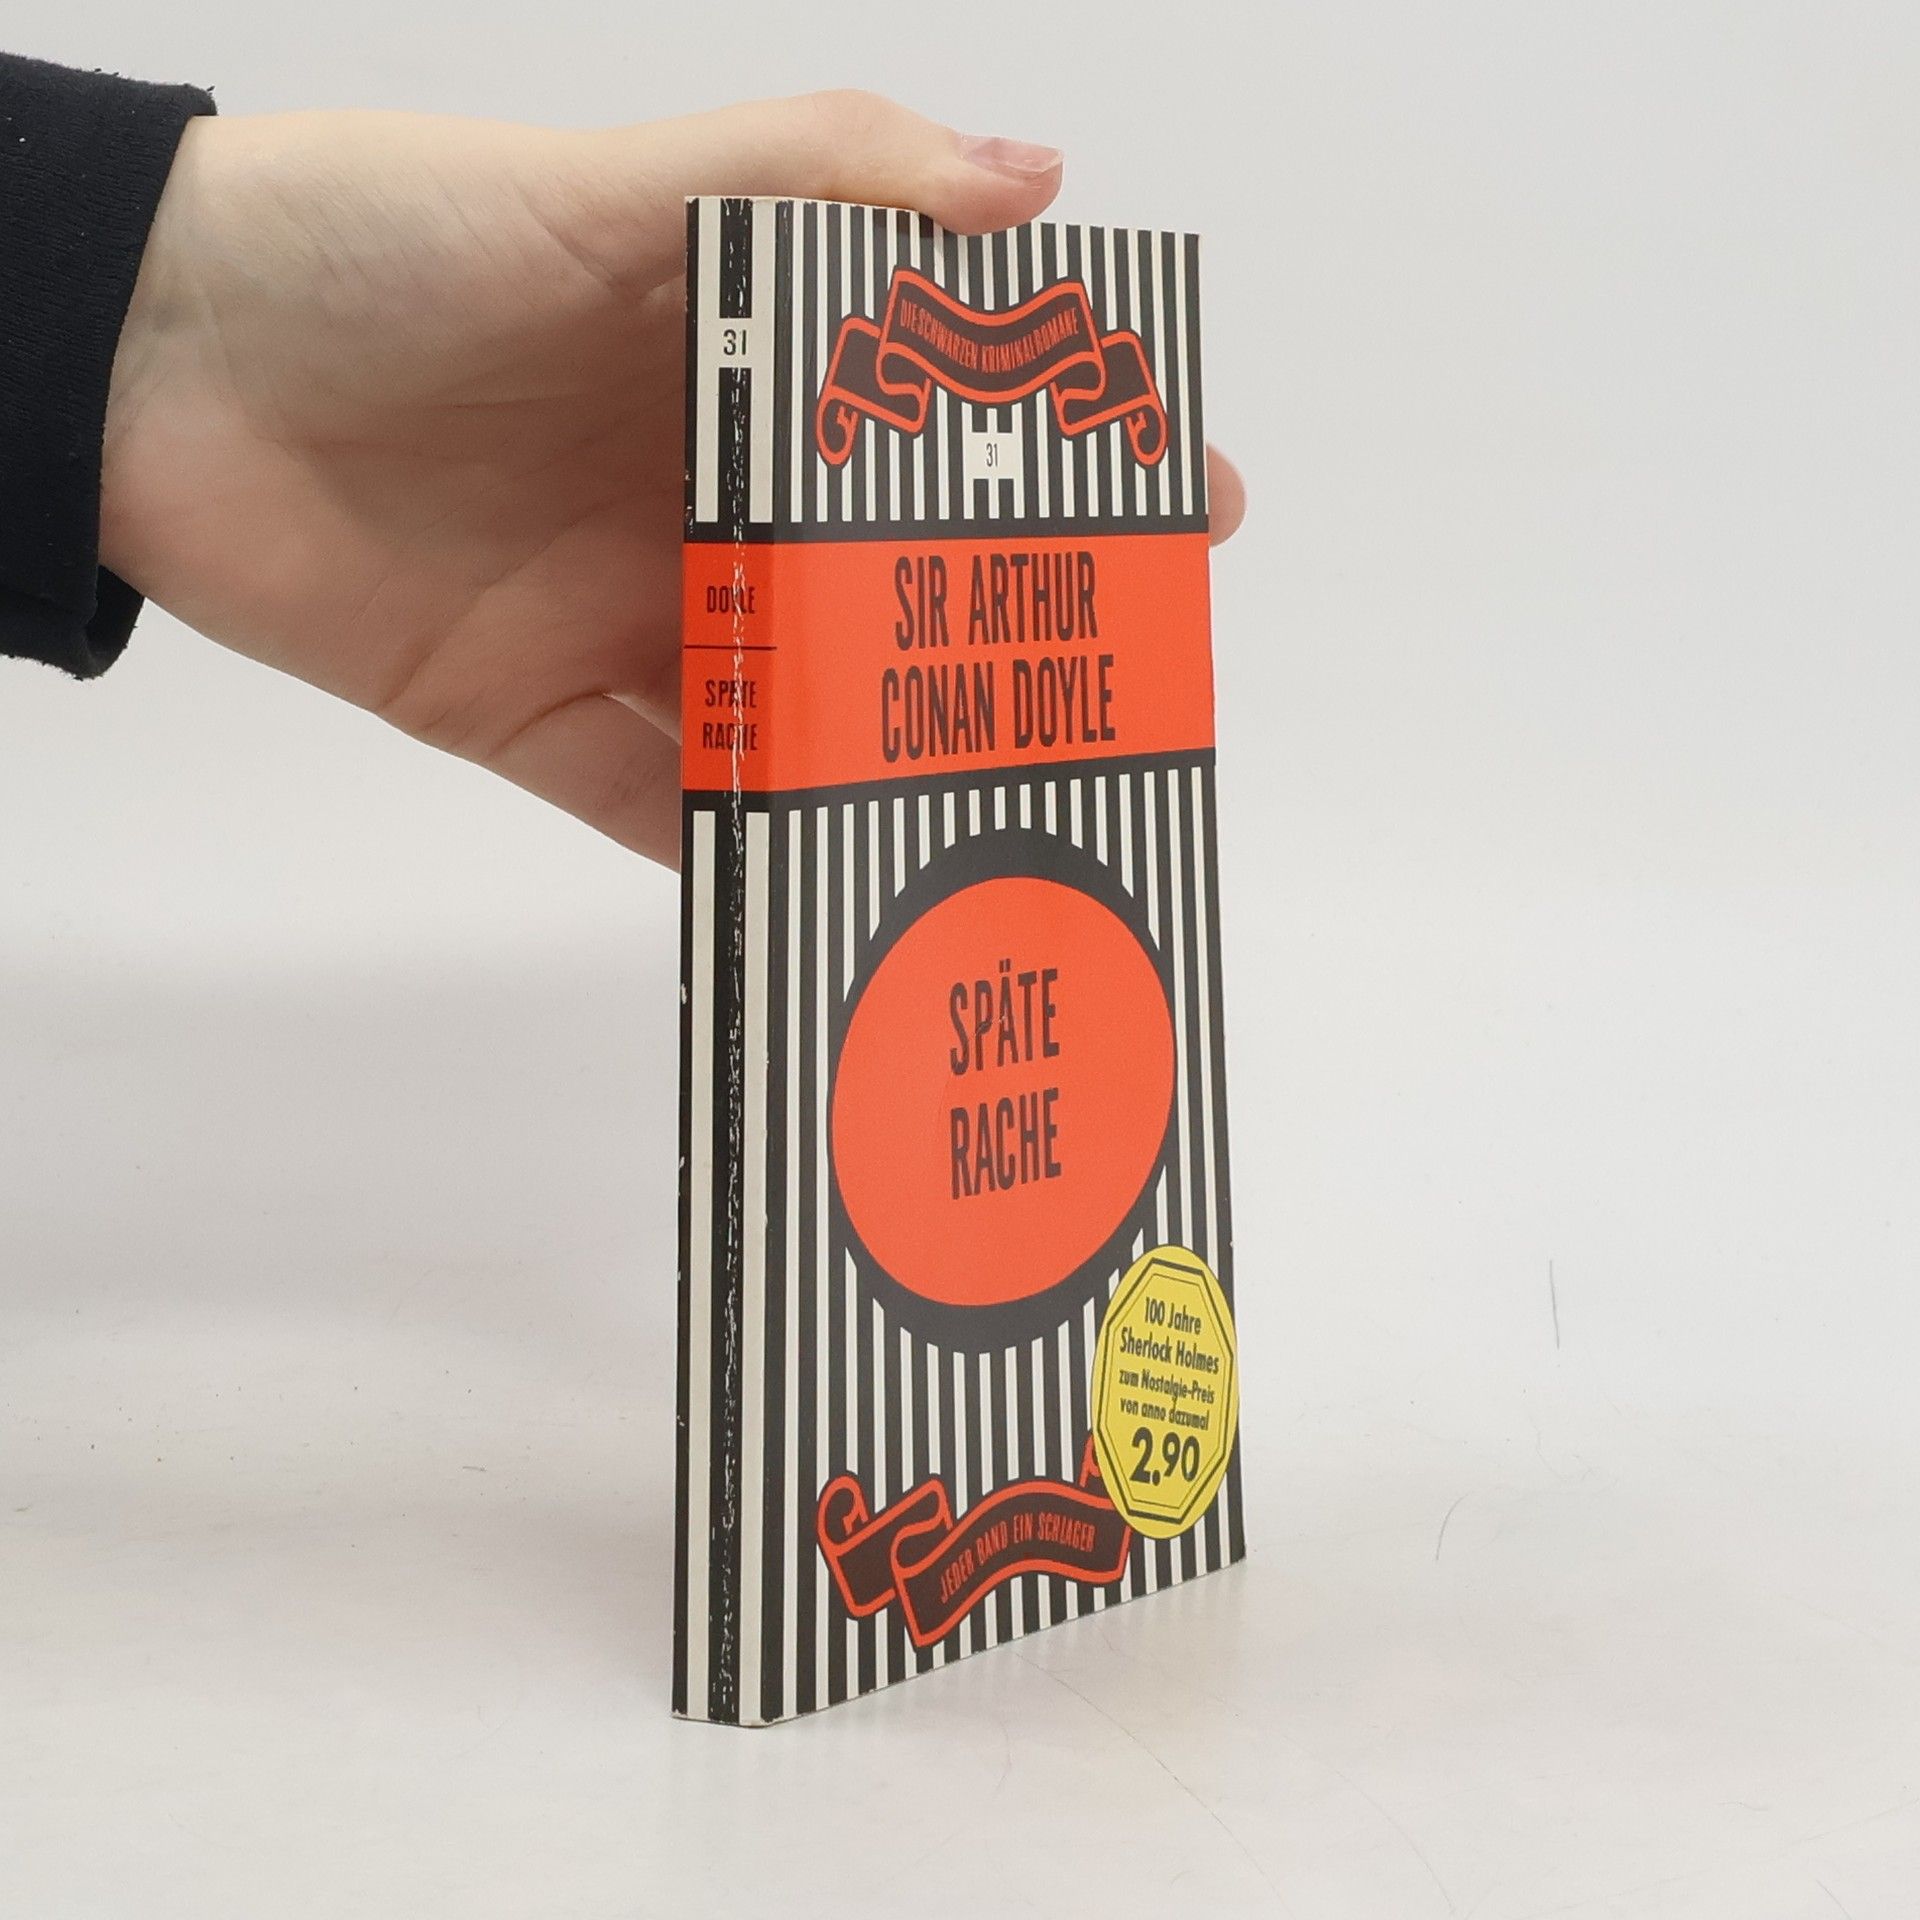 31
DOYLE
SPÄTE
RACHE
DIE SCHWARZEN KRIMINALROMANE
31
SIR ARTHUR
CONAN DOYLE
SPÄTE
RACHE
100 Jahre
Sherlock Holmes
zum Nostalgie-Preis
von anno dazumal
2.90
JEDER BAND EIN SCHLAGER